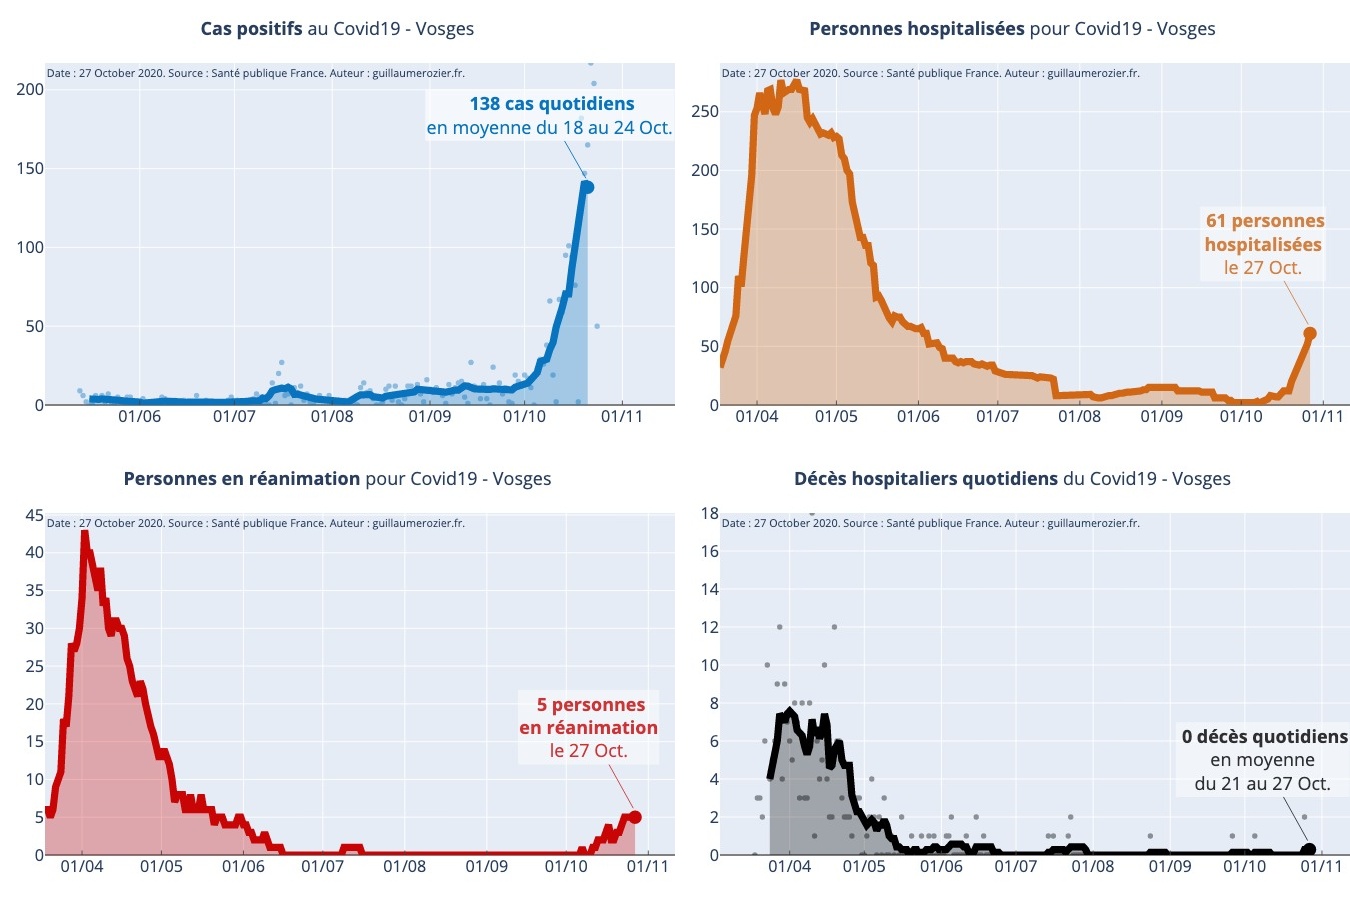 Cas positifs au Covid19 - Vosges
Date : 27 October 2020. Source : Santé publique France. Auteur : guillaumerozier.fr.
200
150
100
50
0
138 cas quotidiens
en moyenne du 18 au 24 Oct.
01/06 01/07 01/08 01/09 01/10 01/11
Personnes hospitalisées pour Covid19 - Vosges
Date : 27 October 2020. Source : Santé publique France. Auteur : guillaumerozier.fr.
250
200
150
100
50
0
61 personnes
hospitalisées
le 27 Oct.
01/04 01/05 01/06 01/07 01/08 01/09 01/10 01/11
Personnes en réanimation pour Covid19 - Vosges
45
Date : 27 October 2020. Source : Santé publique France. Auteur : guillaumerozier.fr.
40
35
30
25
20
15
10
5
0
5 personnes
en réanimation
le 27 Oct.
01/04 01/05 01/06 01/07 01/08 01/09 01/10 01/11
Décès hospitaliers quotidiens du Covid19 - Vosges
18
Date : 27 October 2020. Source : Santé publique France. Auteur : guillaumerozier.fr.
16
14
12
10
8
6
4
2
0
0 décès quotidiens
en moyenne
du 21 au 27 Oct.
01/04 01/05 01/06 01/07 01/08 01/09 01/10 01/11